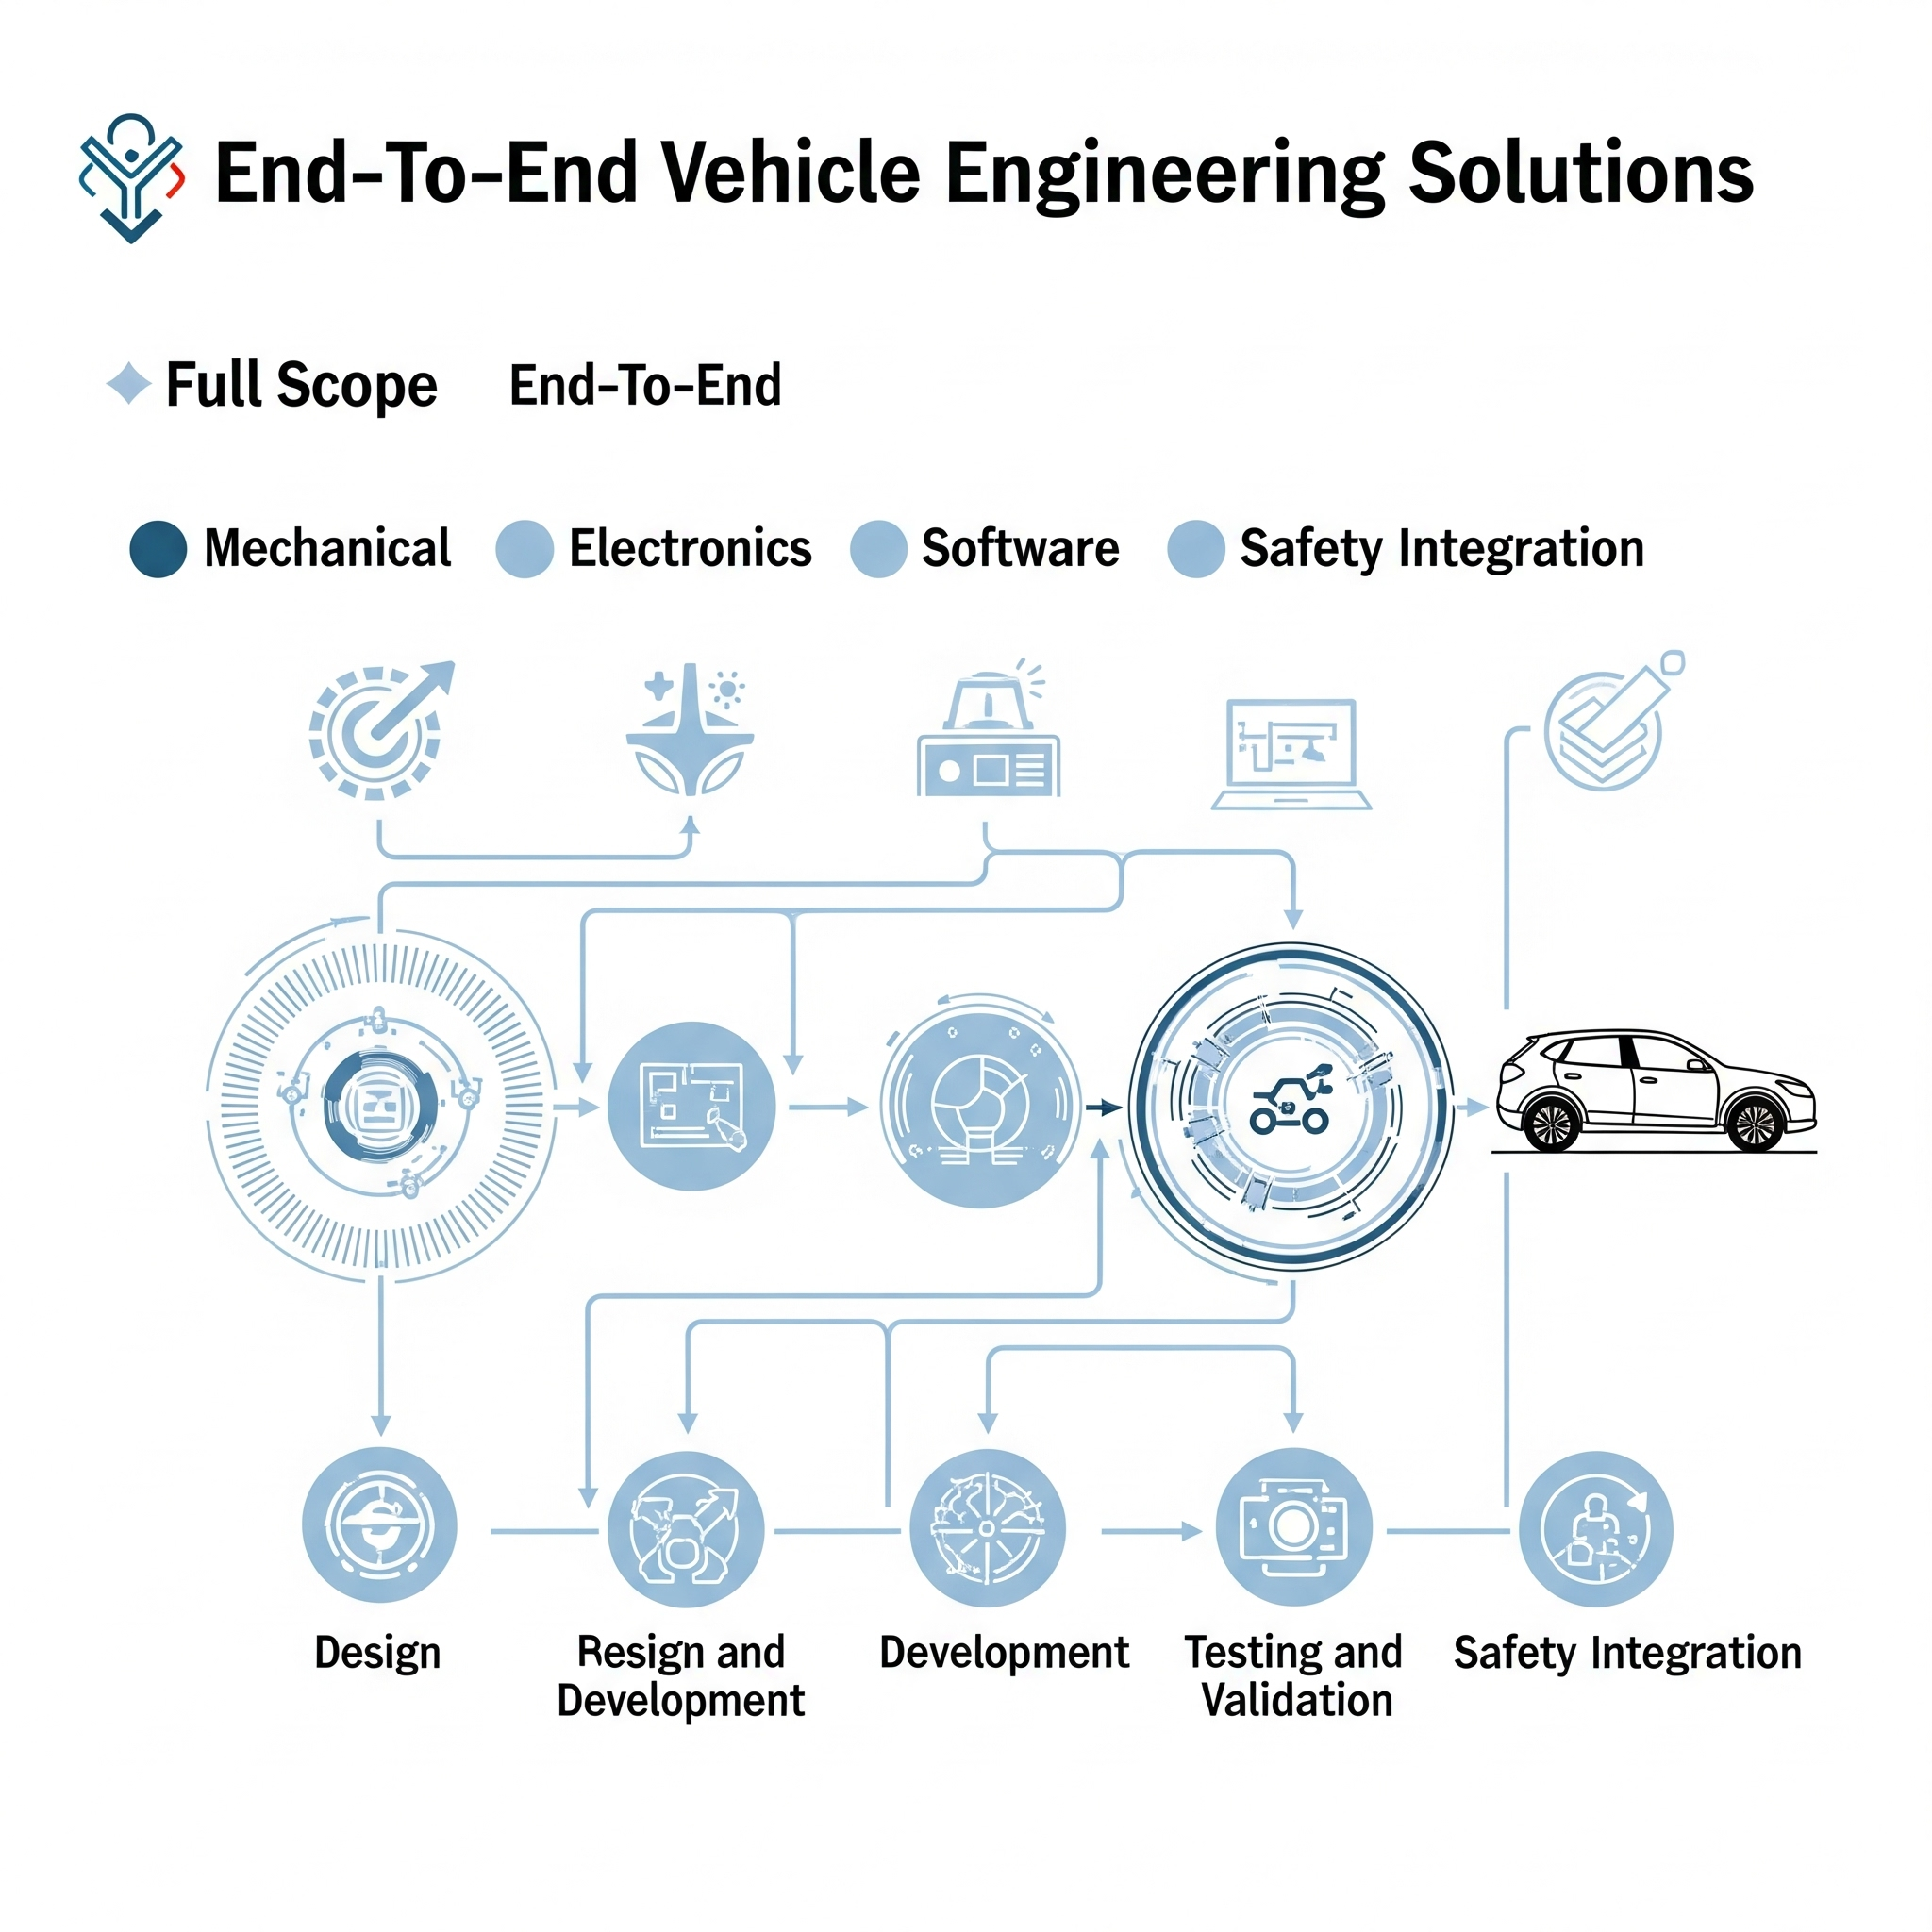 End-To-End Vehicle Engineering Solutions
Full Scope
End-To-End
Mechanical
Electronics
Software
Safety Integration
Design
Resign and
Development
Development
Testing and
Validation
Safety Integration